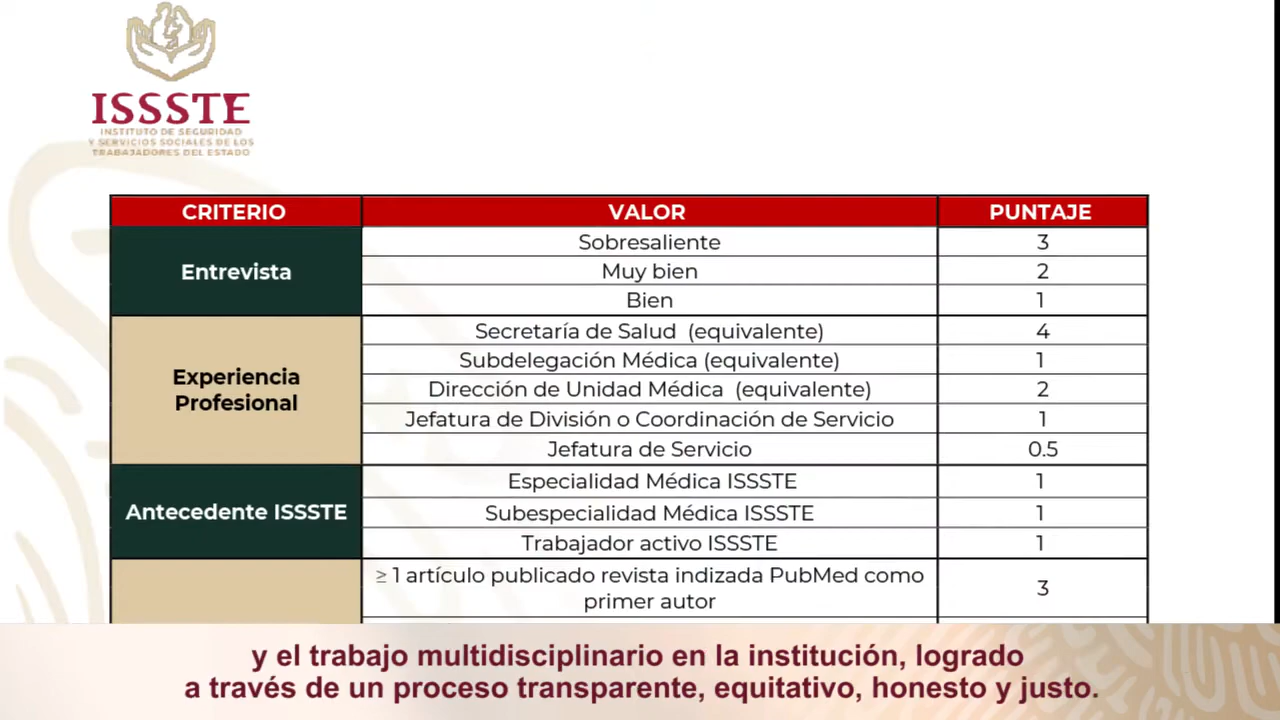 ISSSTE
INSTITUTO DE SEGURIDAD
Y SERVICIOS SOCIALES DE LOS
TRABAJADORES DEL ESTADO
CRITERIO VALOR PUNTAJE
Entrevista
Sobresaliente 3
Muy bien 2
Bien 1
Experiencia
Profesional
Secretaría de Salud (equivalente) 4
Subdelegación Médica (equivalente) 1
Dirección de Unidad Médica (equivalente) 2
Jefatura de División o Coordinación de Servicio 1
Jefatura de Servicio 0.5
Antecedente ISSSTE
Especialidad Médica ISSSTE 1
Subespecialidad Médica ISSSTE 1
Trabajador activo ISSSTE 1
≥ 1 artículo publicado revista indizada PubMed como
primer autor 3
y el trabajo multidisciplinario en la institución, logrado
a través de un proceso transparente, equitativo, honesto y justo.